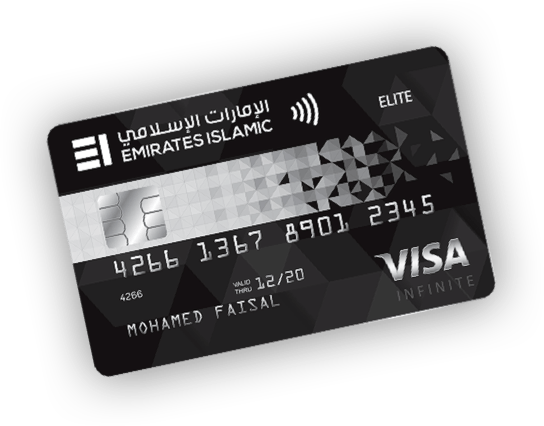 الإمارات الإسلامي
EMIRATES ISLAMIC
ELITE
4266 1367 8901 2345
4266
VALID THRU 12/20
MOHAMED FAISAL
VISA
INFINITE